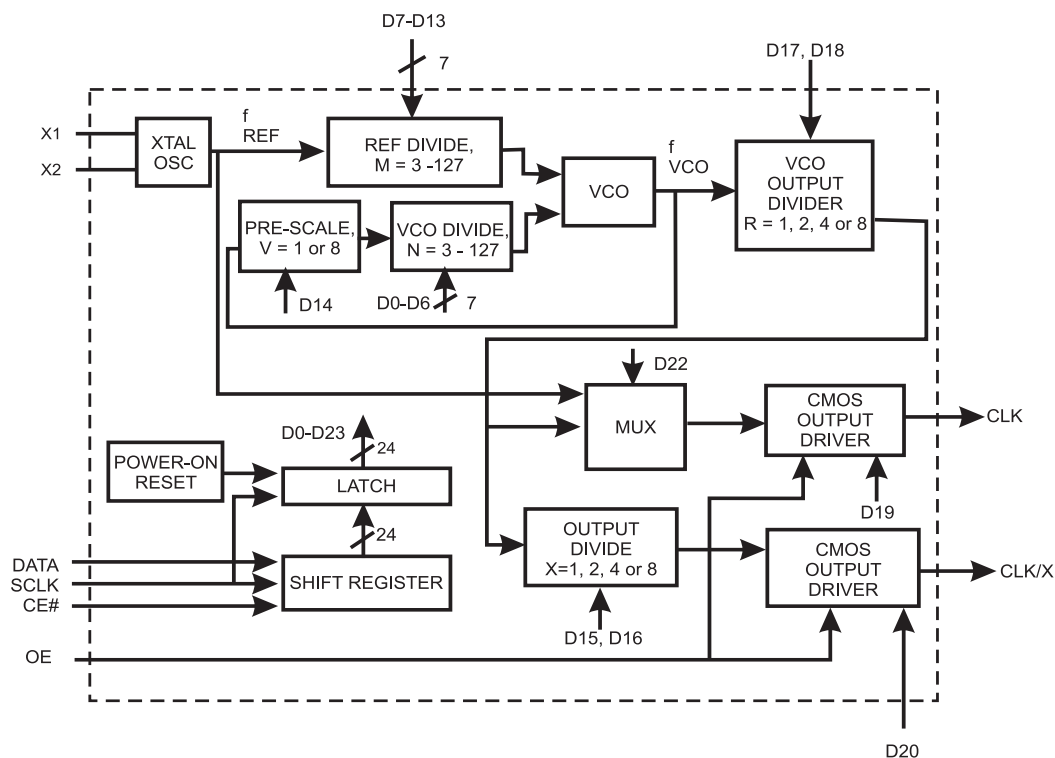 D7-D13
7
D17, D18
X1
X2
XTAL
OSC
f
REF
REF DIVIDE,
M = 3 -127
VCO
f
VCO
VCO
OUTPUT
DIVIDER
R = 1, 2, 4 or 8
PRE-SCALE,
V = 1 or 8
VCO DIVIDE,
N = 3 - 127
D14
D0-D6
7
D22
MUX
CMOS
OUTPUT
DRIVER
CLK
D19
D0-D23
24
POWER-ON
RESET
LATCH
24
SHIFT REGISTER
DATA
SCLK
CE#
OE
OUTPUT
DIVIDE
X=1, 2, 4 or 8
D15, D16
CMOS
OUTPUT
DRIVER
CLK/X
D20